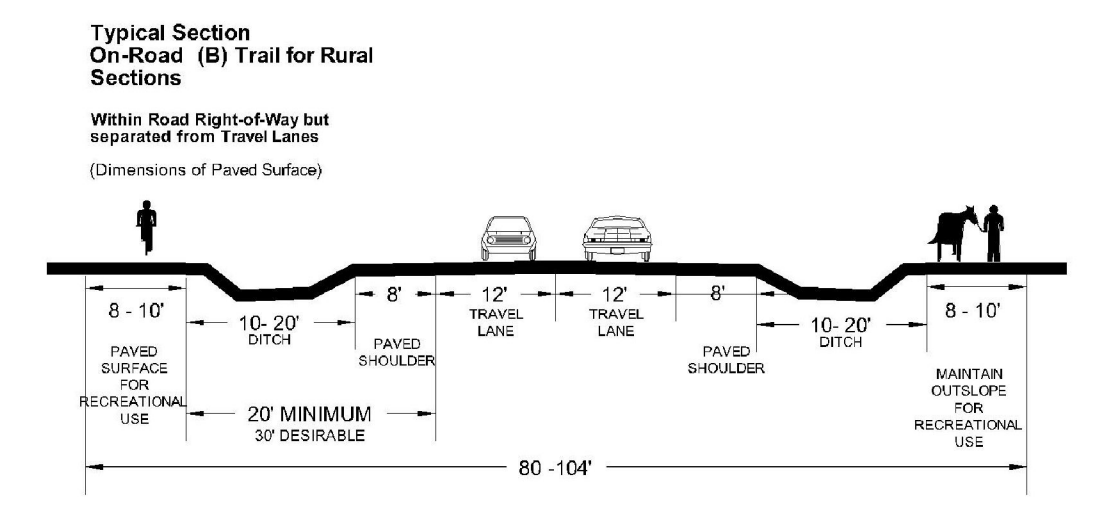 Typical Section
On-Road (B) Trail for Rural
Sections
Within Road Right-of-Way but
separated from Travel Lanes
(Dimensions of Paved Surface)
8 - 10'
10- 20'
DITCH
8'
12'
TRAVEL
LANE
12'
TRAVEL
LANE
8'
10- 20'
DITCH
8 - 10'
PAVED
SURFACE
FOR
RECREATIONAL
USE
PAVED
SHOULDER
PAVED
SHOULDER
MAINTAIN
OUTSLOPE
FOR
RECREATIONAL
USE
20' MINIMUM
30' DESIRABLE
80 -104'